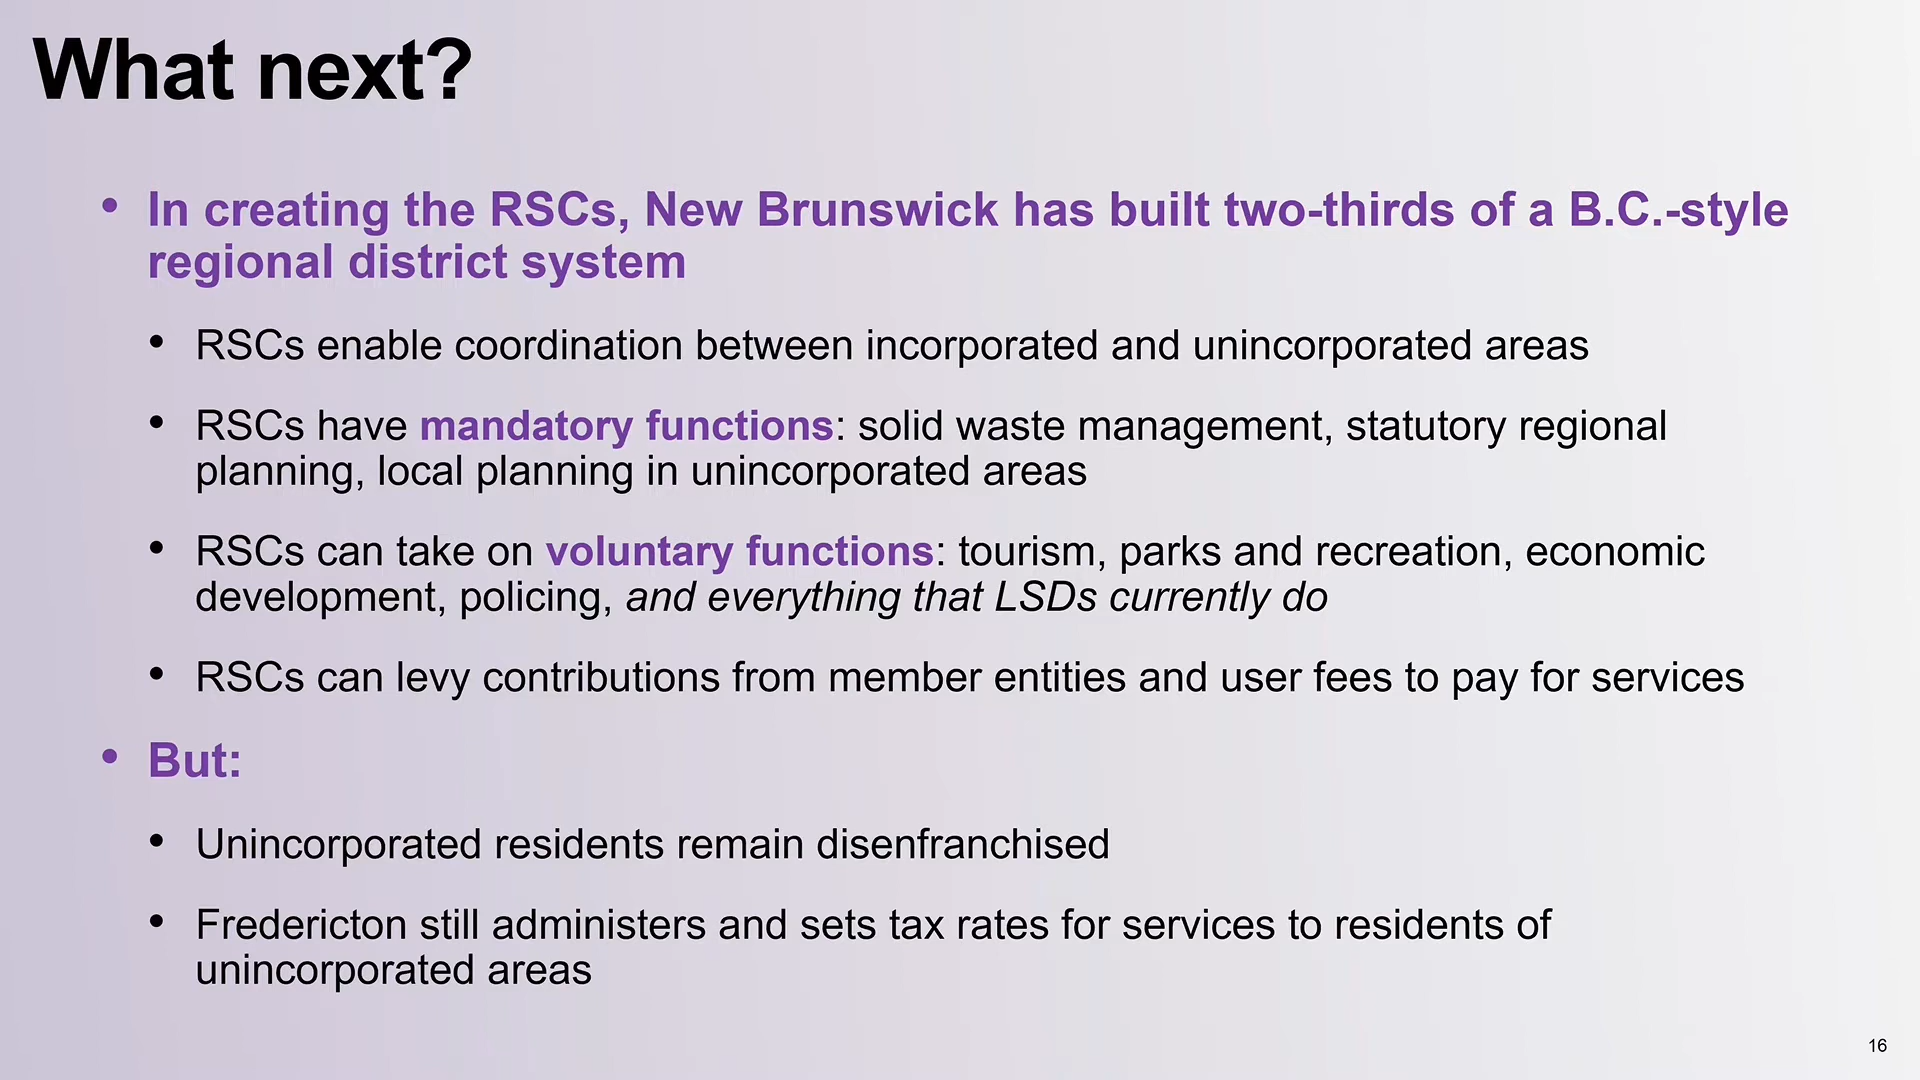 What next?
• In creating the RSCs, New Brunswick has built two-thirds of a B.C.-style
regional district system
• RSCs enable coordination between incorporated and unincorporated areas
• RSCs have mandatory functions: solid waste management, statutory regional
planning, local planning in unincorporated areas
• RSCs can take on voluntary functions: tourism, parks and recreation, economic
development, policing, and everything that LSDs currently do
• RSCs can levy contributions from member entities and user fees to pay for services
• But:
• Unincorporated residents remain disenfranchised
• Fredericton still administers and sets tax rates for services to residents of
unincorporated areas
16